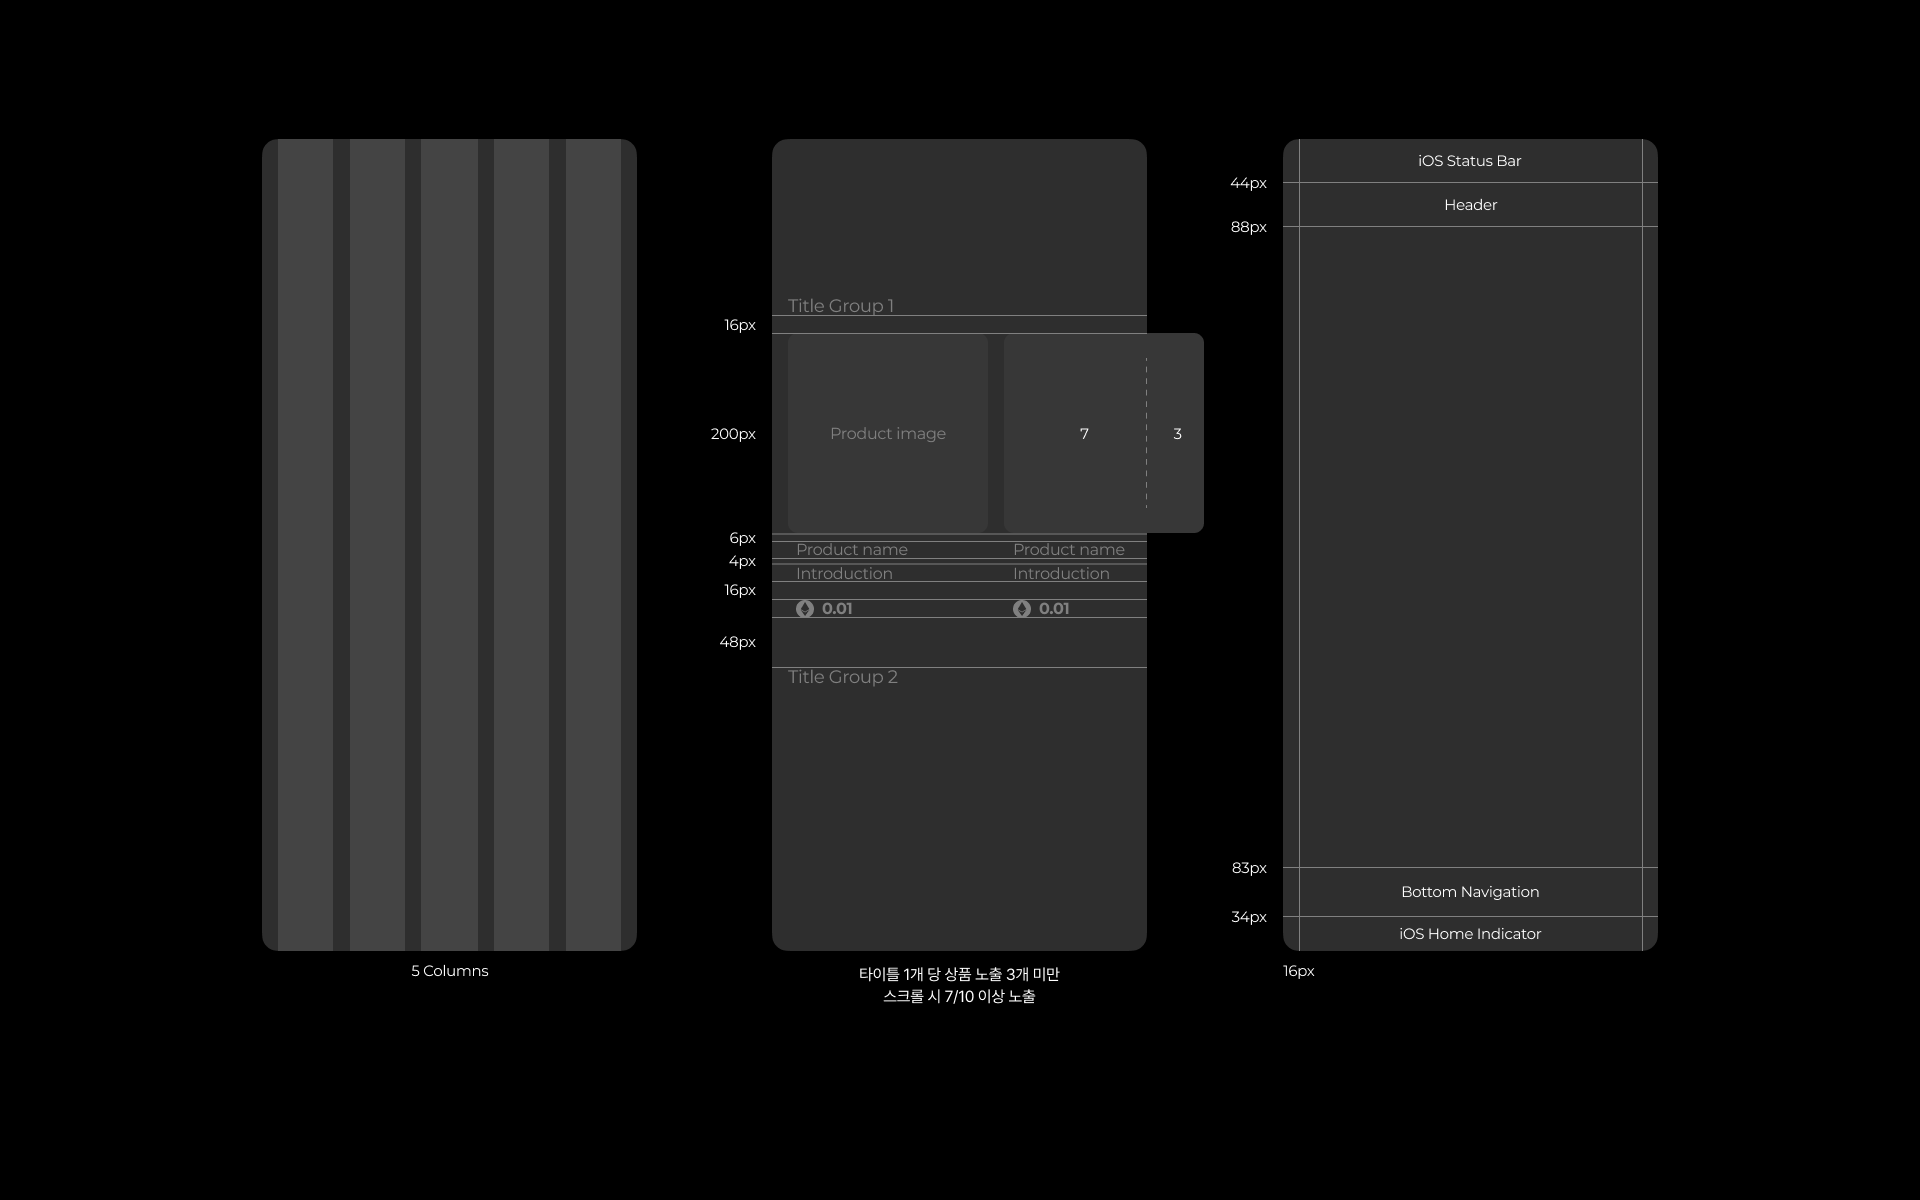 5 Columns
Title Group 1
16px
200px
Product image
7
3
6px
Product name
Product name
4px
Introduction
Introduction
16px
0.01
0.01
48px
Title Group 2
타이틀 1개 당 상품 노출 3개 미만
스크롤 시 7/10 이상 노출
iOS Status Bar
44px
Header
88px
83px
Bottom Navigation
34px
iOS Home Indicator
16px